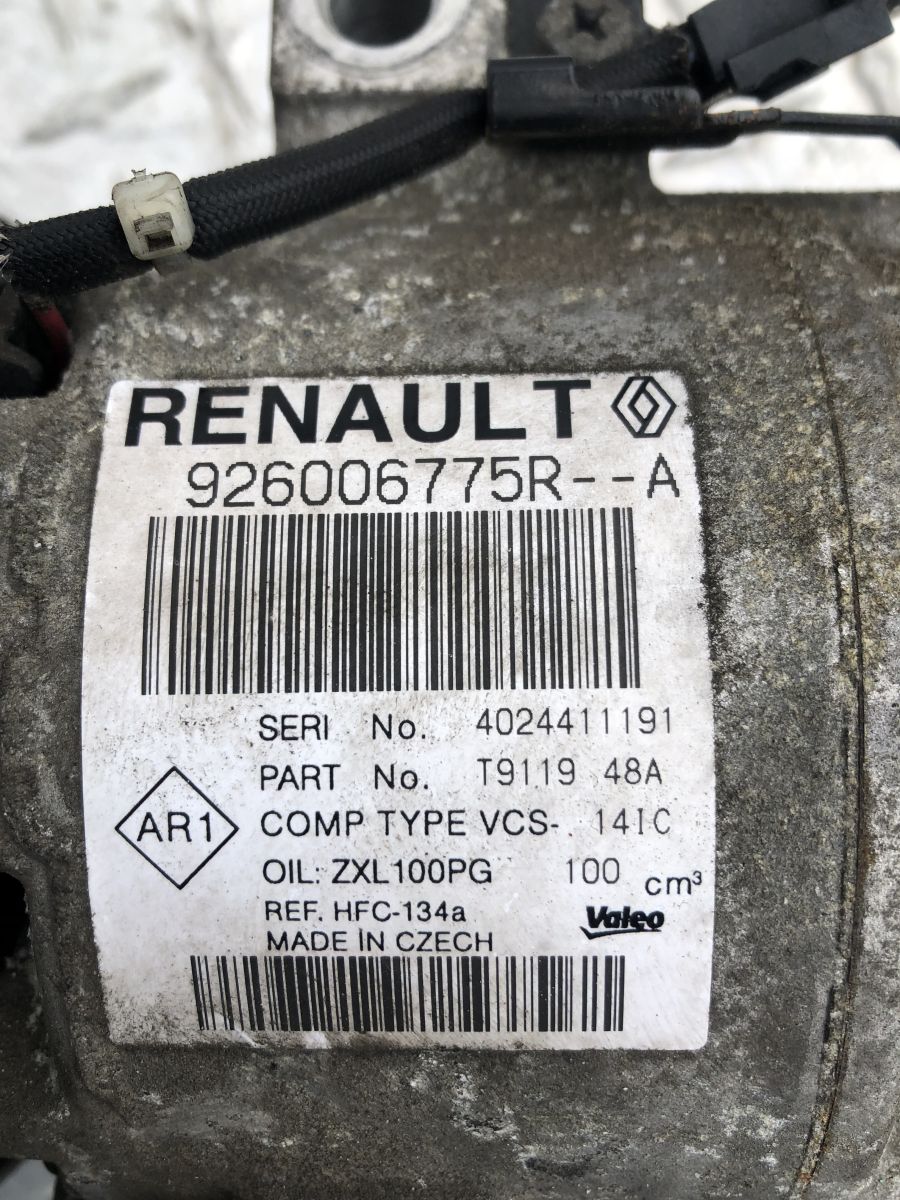 RENAULT
926006775R--A
SERI No. 4024411191
PART No. T9119 48A
AR1
COMP TYPE VCS- 14IC
OIL: ZXL100PG 100 cm³
REF. HFC-134a
Valeo
MADE IN CZECH